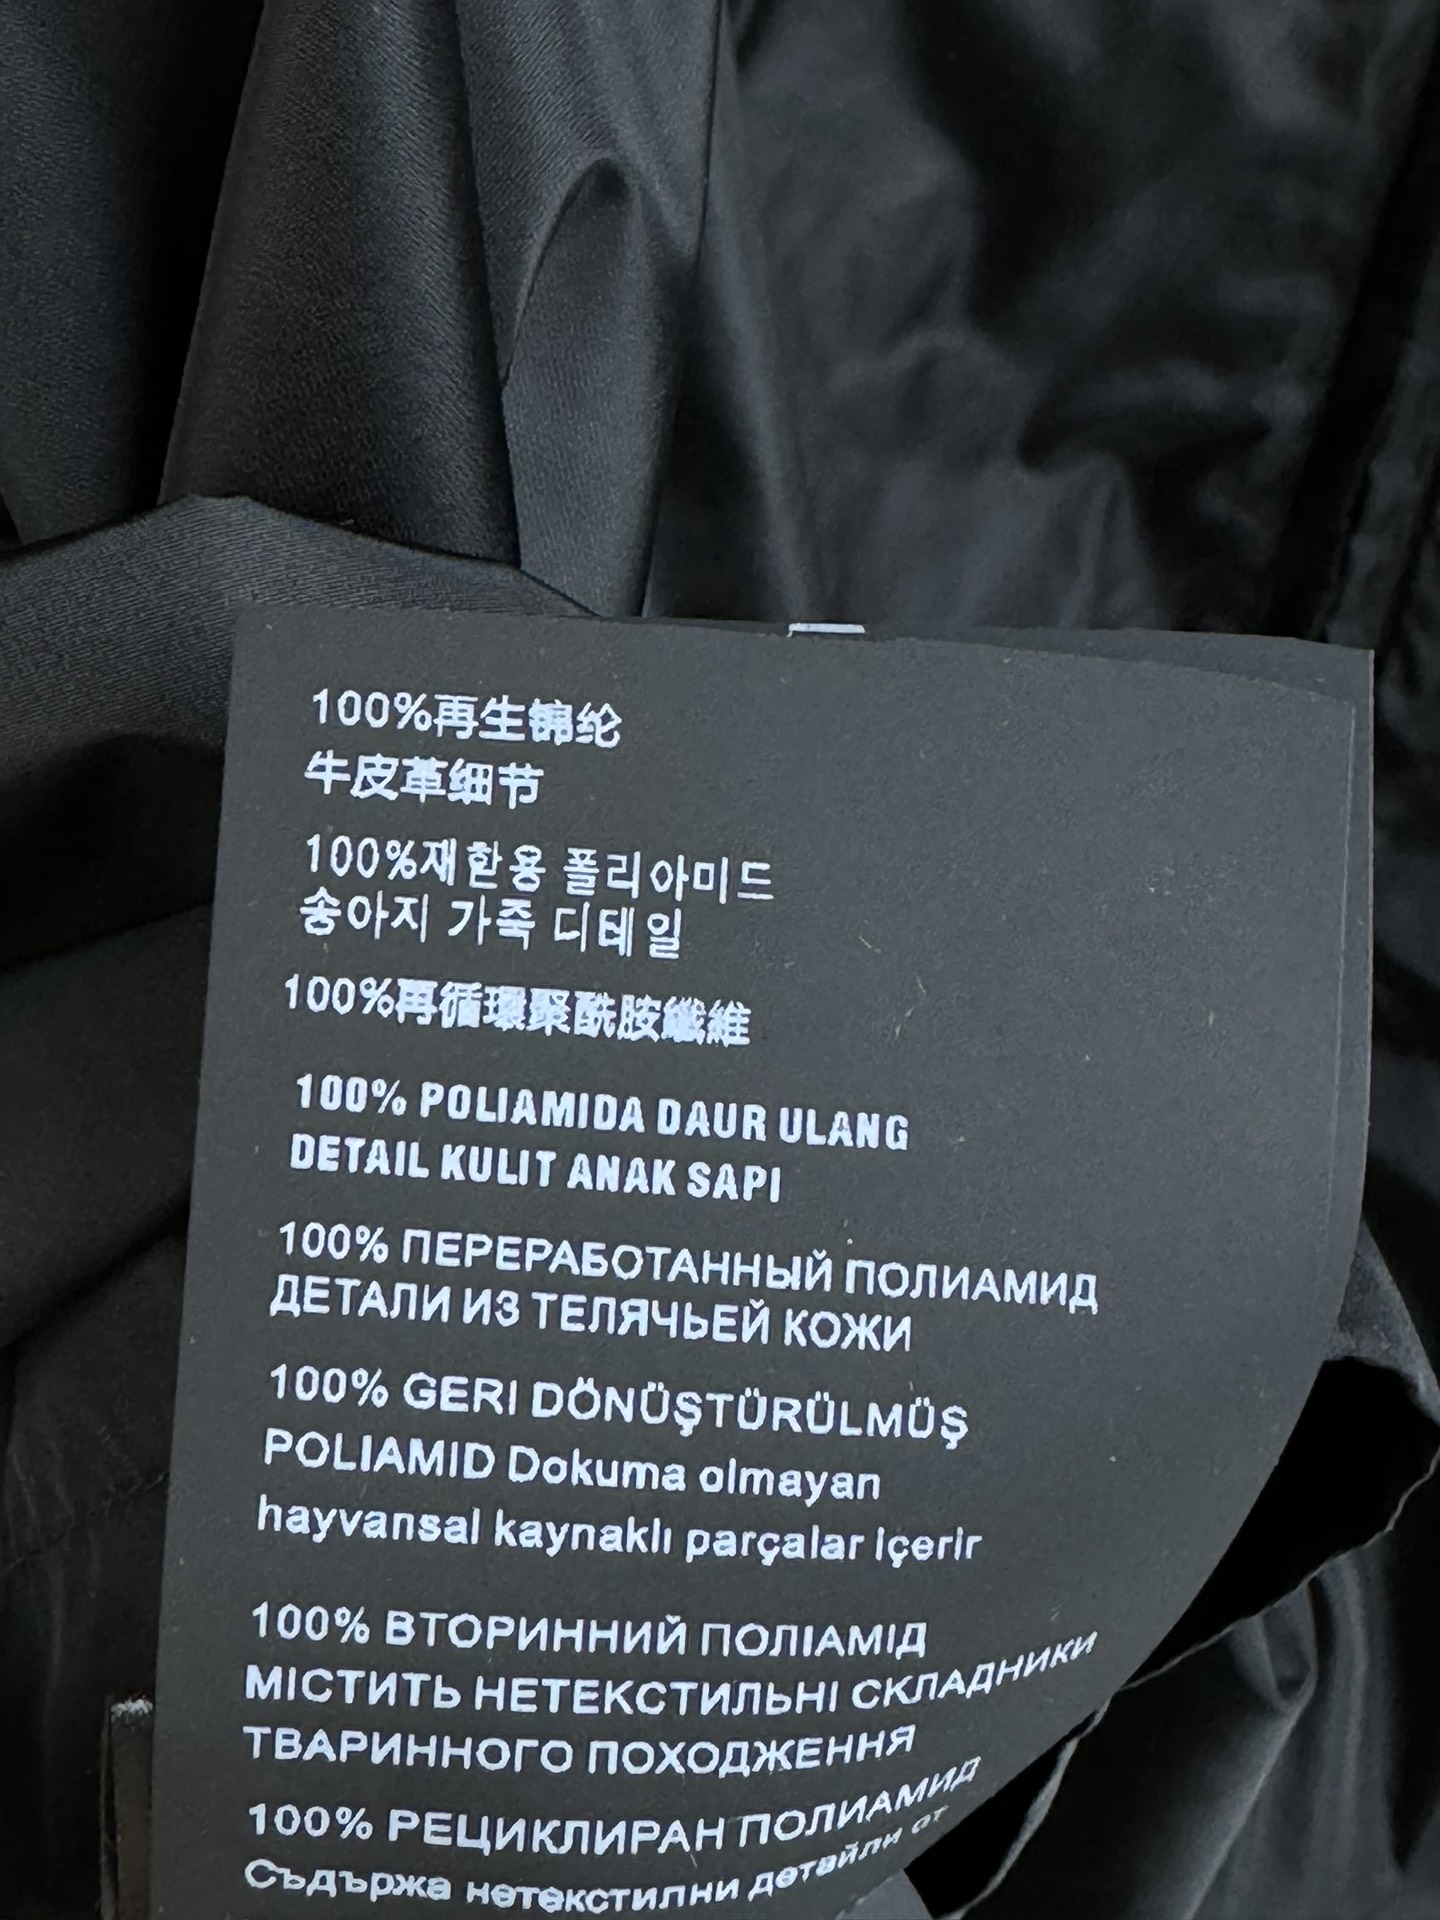 100%再生锦纶
牛皮革细节
100%재한용 폴리아미드
송아지 가죽 디테일
100%再循環聚酰胺纖維
100% POLIAMIDA DAUR ULANG
DETAIL KULIT ANAK SAPI
100% ПЕРЕРАБОТАННЫЙ ПОЛИАМИД
ДЕТАЛИ ИЗ ТЕЛЯЧЬЕЙ КОЖИ
100% GERI DÖNÜŞTÜRÜLMÜŞ
POLIAMID Dokuma olmayan
hayvansal kaynaklı parçalar içerir
100% ВТОРИННИЙ ПОЛІАМІД
МІСТИТЬ НЕТЕКСТИЛЬНІ СКЛАДНИКИ
ТВАРИННОГО ПОХОДЖЕННЯ
100% РЕЦИКЛИРАН ПОЛИАМИД
Съдържа нетекстилни детайли от